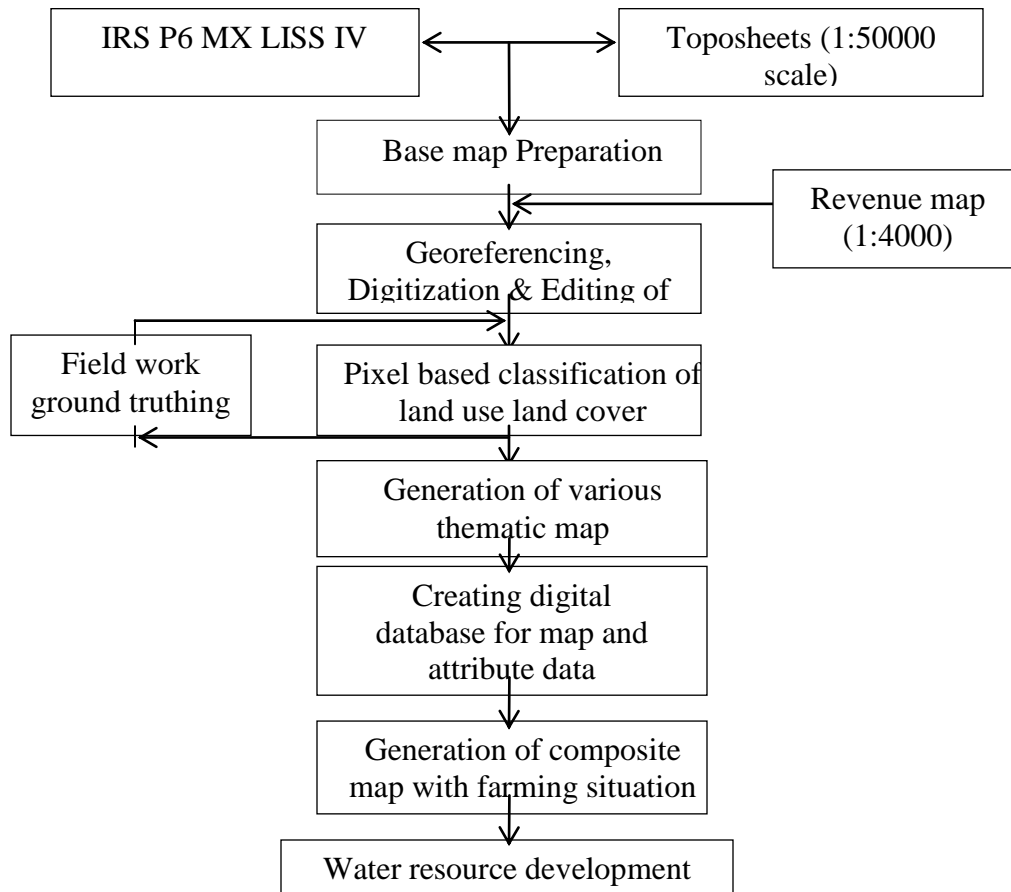 IRS P6 MX LISS IV
Toposheets (1:50000
scale)
Base map Preparation
Revenue map
(1:4000)
Georeferencing,
Digitization & Editing of
Field work
ground truthing
Pixel based classification of
land use land cover
Generation of various
thematic map
Creating digital
database for map and
attribute data
Generation of composite
map with farming situation
Water resource development